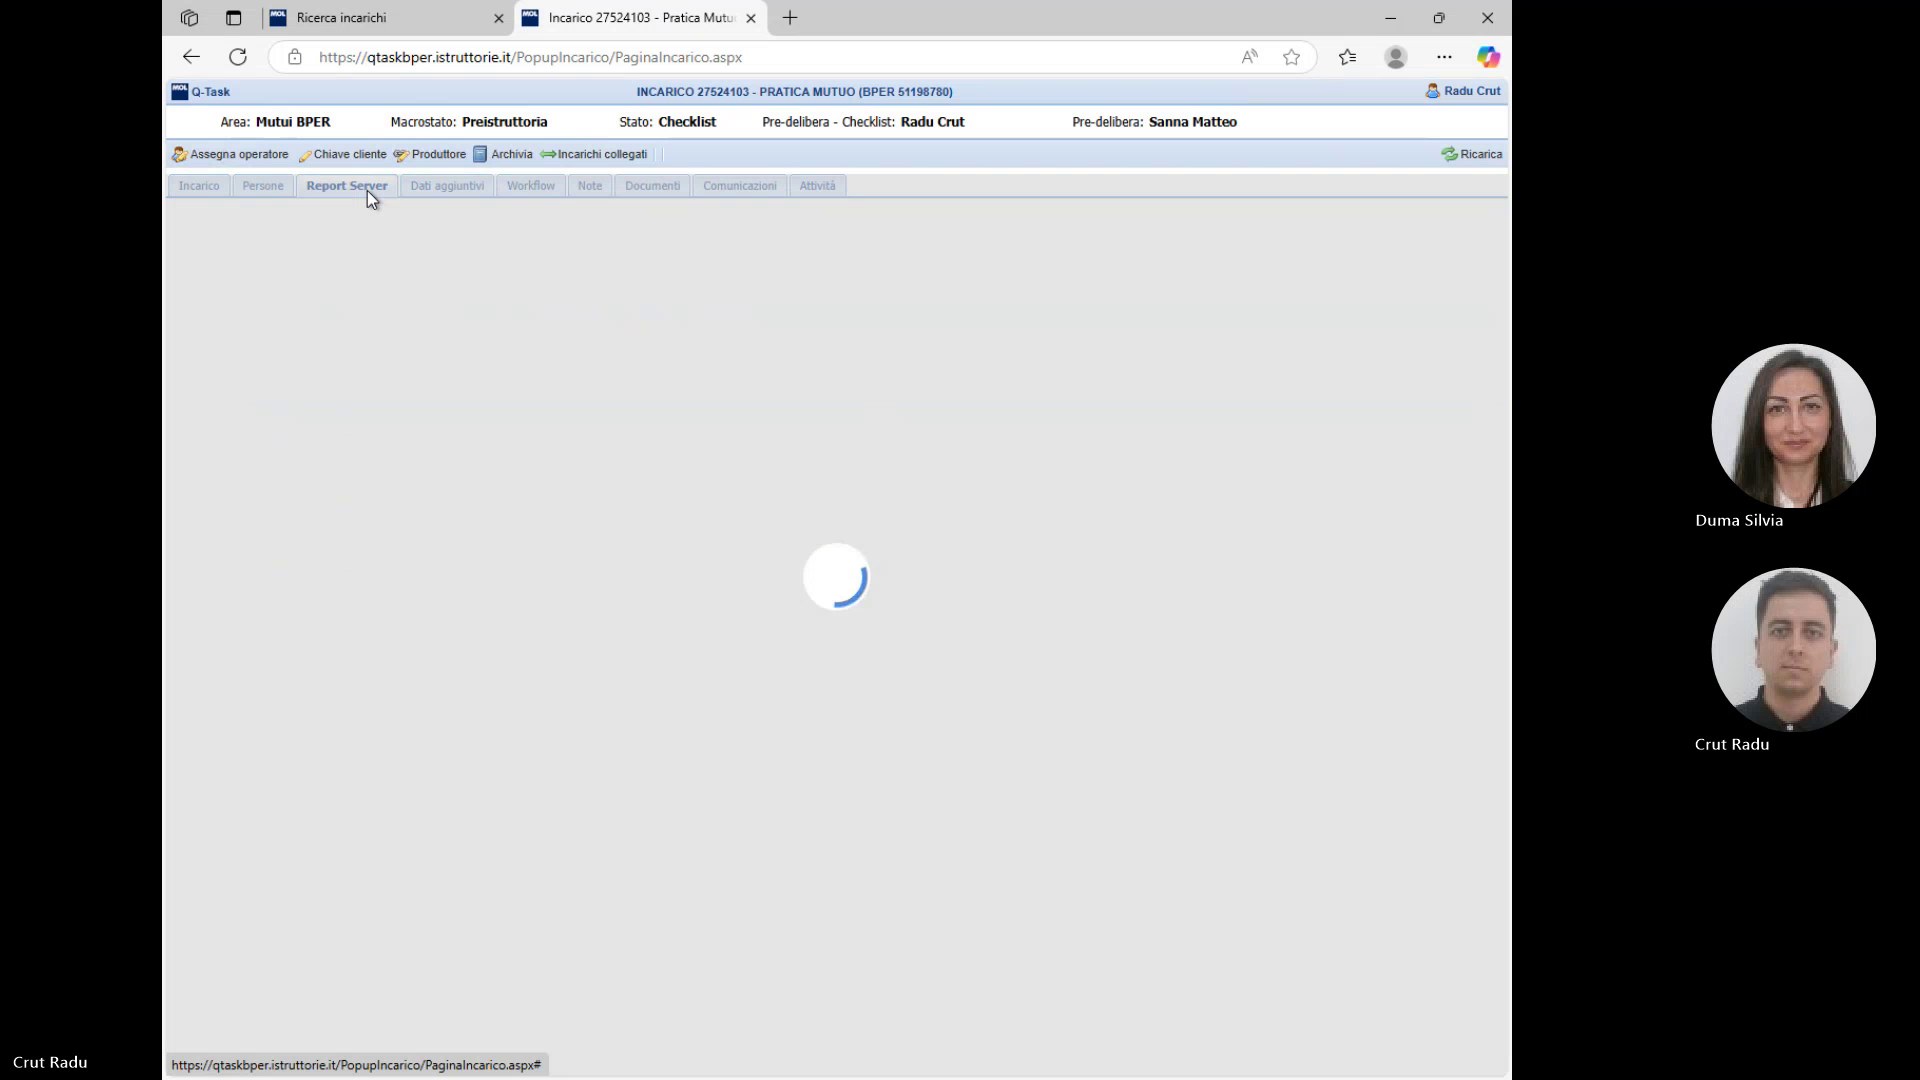 MOL Ricerca incarichi
MOL Incarico 27524103 - Pratica Mutu
https://qtaskbper.istruttorie.it/PopupIncarico/PaginaIncarico.aspx
MOL Q-Task
INCARICO 27524103 - PRATICA MUTUO (BPER 51198780)
Radu Crut
Area: Mutui BPER
Macrostato: Preistruttoria
Stato: Checklist
Pre-delibera - Checklist: Radu Crut
Pre-delibera: Sanna Matteo
Assegna operatore
Chiave cliente
Produttore
Archivia
Incarichi collegati
Ricarica
Incarico
Persone
Report Server
Dati aggiuntivi
Workflow
Note
Documenti
Comunicazioni
Attività
Duma Silvia
Crut Radu
Crut Radu
https://qtaskbper.istruttorie.it/PopupIncarico/PaginaIncarico.aspx#